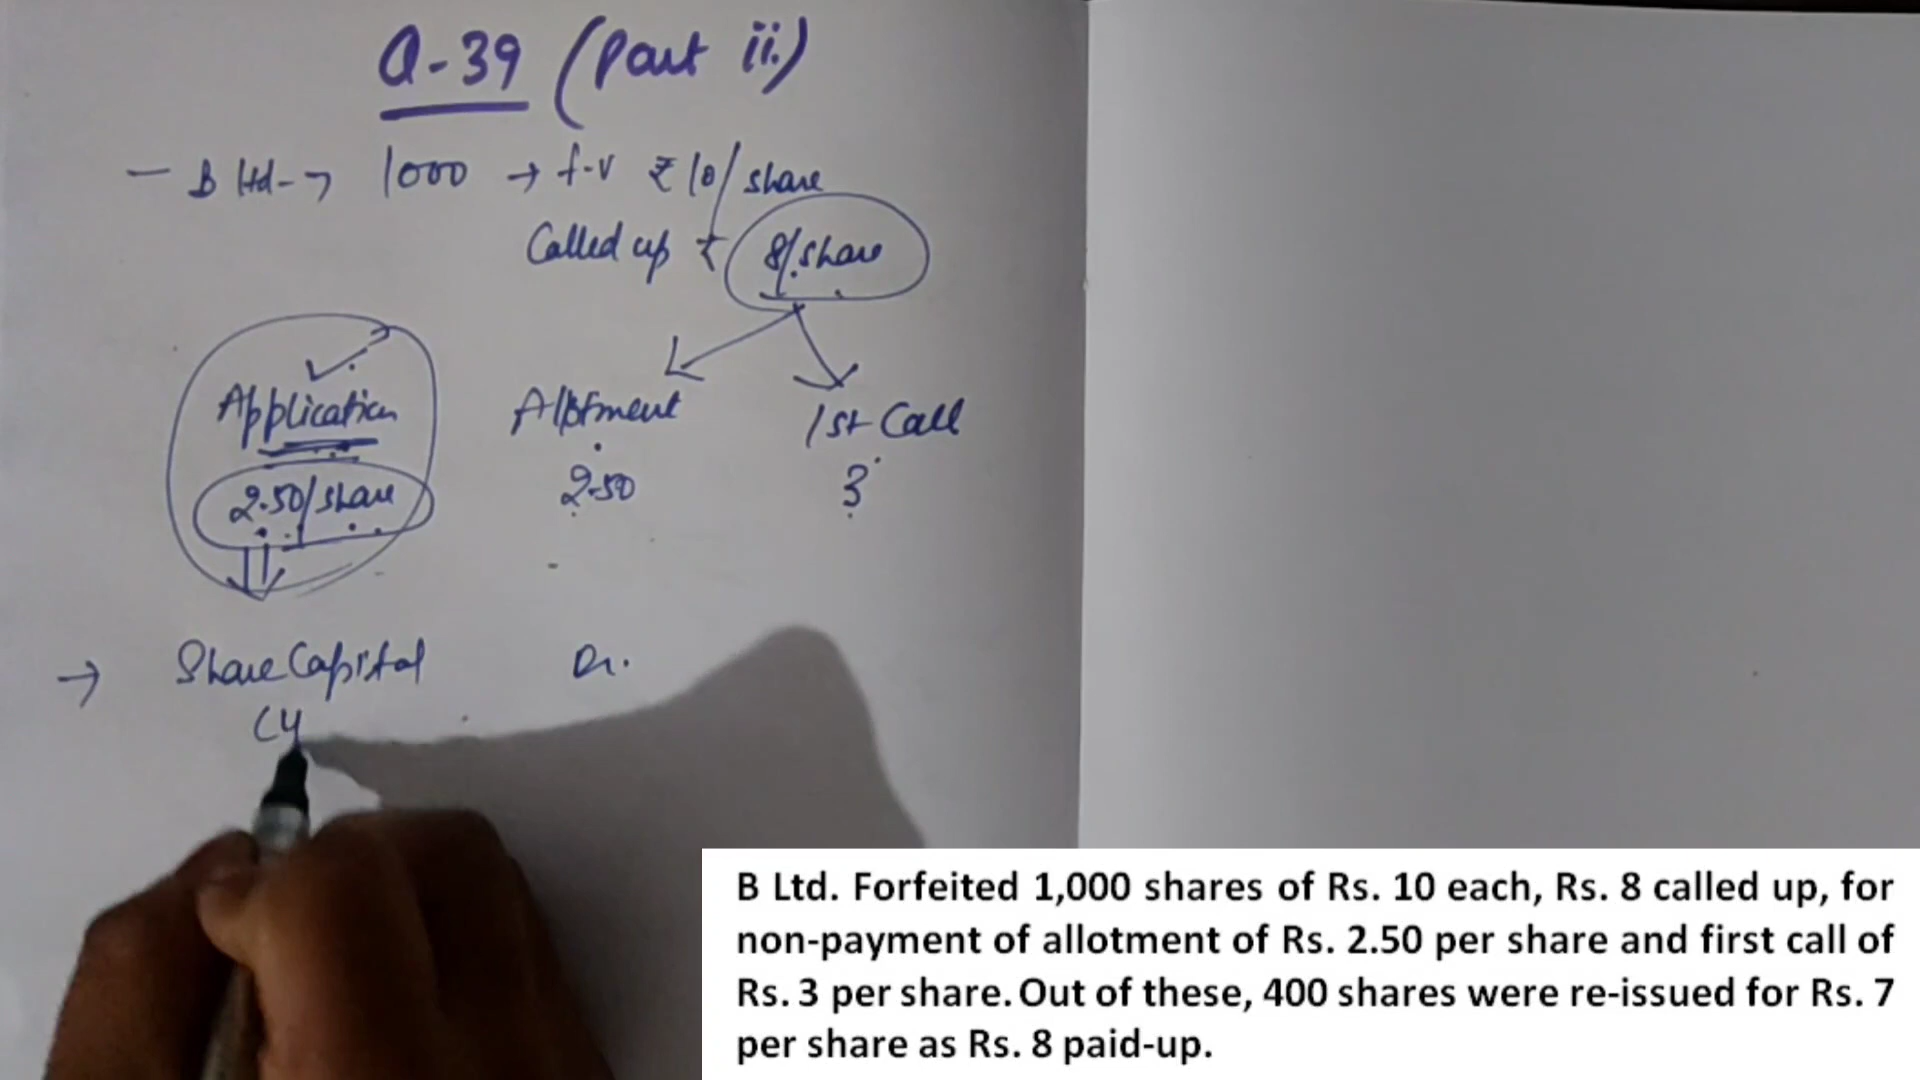 Q-39 (Part ii.)
— B ltd → 1000 → f.v ₹ 10/share
Called up ₹ 8/share
Application Allotment 1st Call
2.50/share 2.50 3
→ Share Capital Dr.
B Ltd. Forfeited 1,000 shares of Rs. 10 each, Rs. 8 called up, for
non-payment of allotment of Rs. 2.50 per share and first call of
Rs. 3 per share. Out of these, 400 shares were re-issued for Rs. 7
per share as Rs. 8 paid-up.